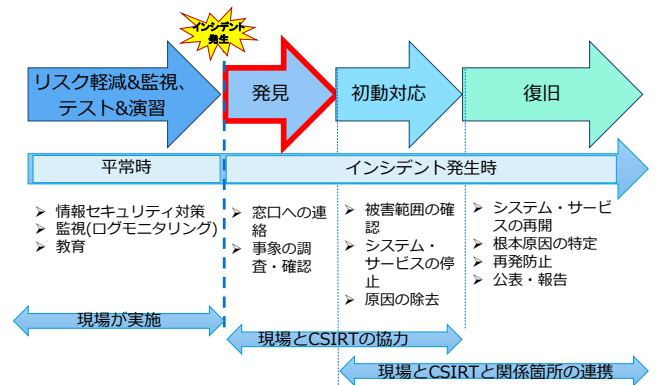 インシデント
発生
リスク軽減&監視、
テスト&演習
発見
初動対応
復旧
平常時
インシデント発生時
➢ 情報セキュリティ対策
➢ 監視(ログモニタリング)
➢ 教育
➢ 窓口への連
絡
➢ 事象の調
査・確認
➢ 被害範囲の確
認
➢ システム・
サービスの停
止
➢ 原因の除去
➢ システム・サービ
スの再開
➢ 根本原因の特定
➢ 再発防止
➢ 公表・報告
現場が実施
現場とCSIRTの協力
現場とCSIRTと関係箇所の連携